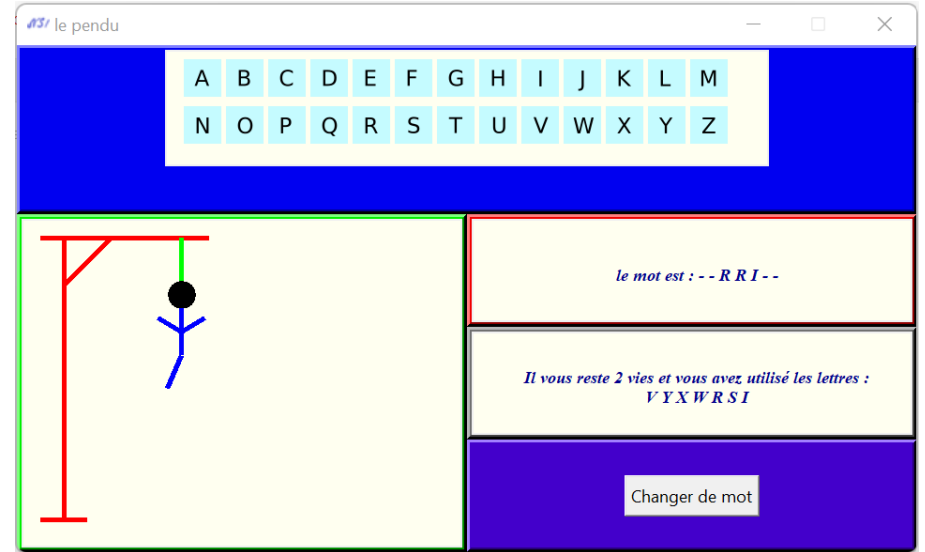 le pendu
A B C D E F G H I J K L M
N O P Q R S T U V W X Y Z
le mot est : - - R R I - -
Il vous reste 2 vies et vous avez utilisé les lettres :
V Y X W R S I
Changer de mot